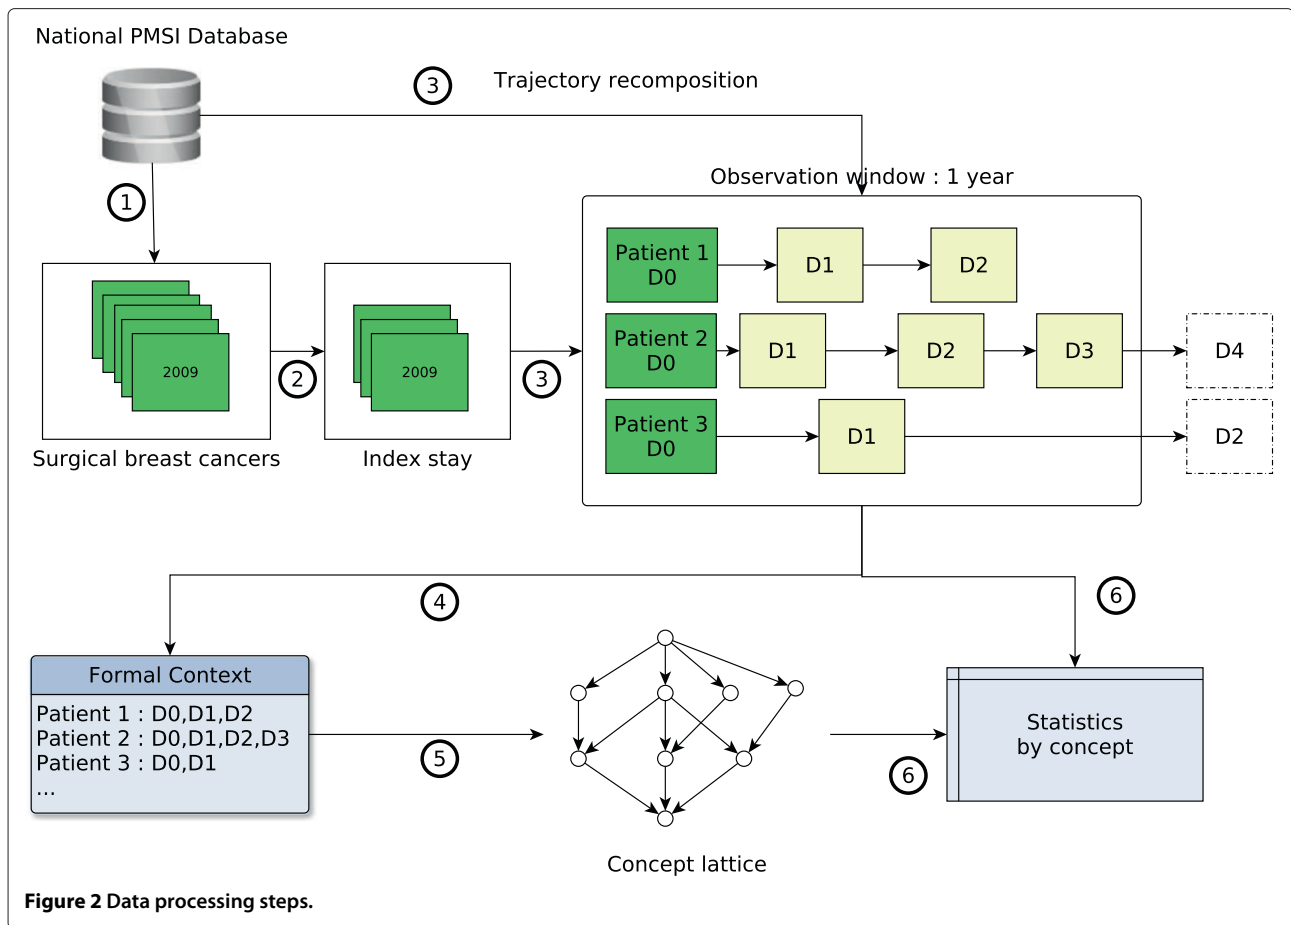 National PMSI Database
3
Trajectory recomposition
1
Observation window : 1 year
Patient 1
D0
D1
D2
Patient 2
D0
D1
D2
D3
D4
Patient 3
D0
D1
D2
2009
2
2009
3
Surgical breast cancers
Index stay
4
6
Formal Context
Patient 1 : D0,D1,D2
Patient 2 : D0,D1,D2,D3
Patient 3 : D0,D1
...
5
Statistics
by concept
6
Concept lattice
Figure 2 Data processing steps.